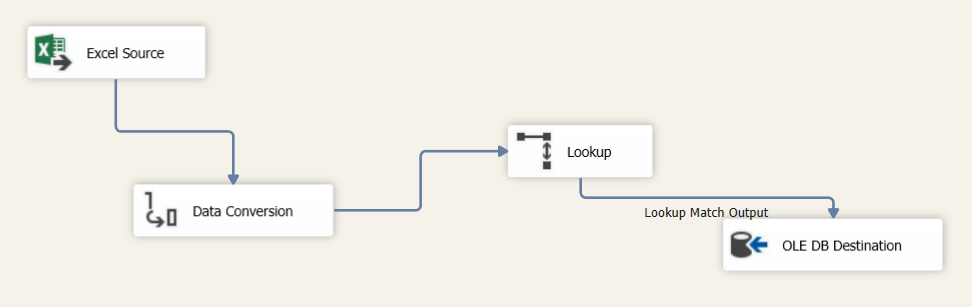 Excel Source
Lookup
Data Conversion
Lookup Match Output
OLE DB Destination